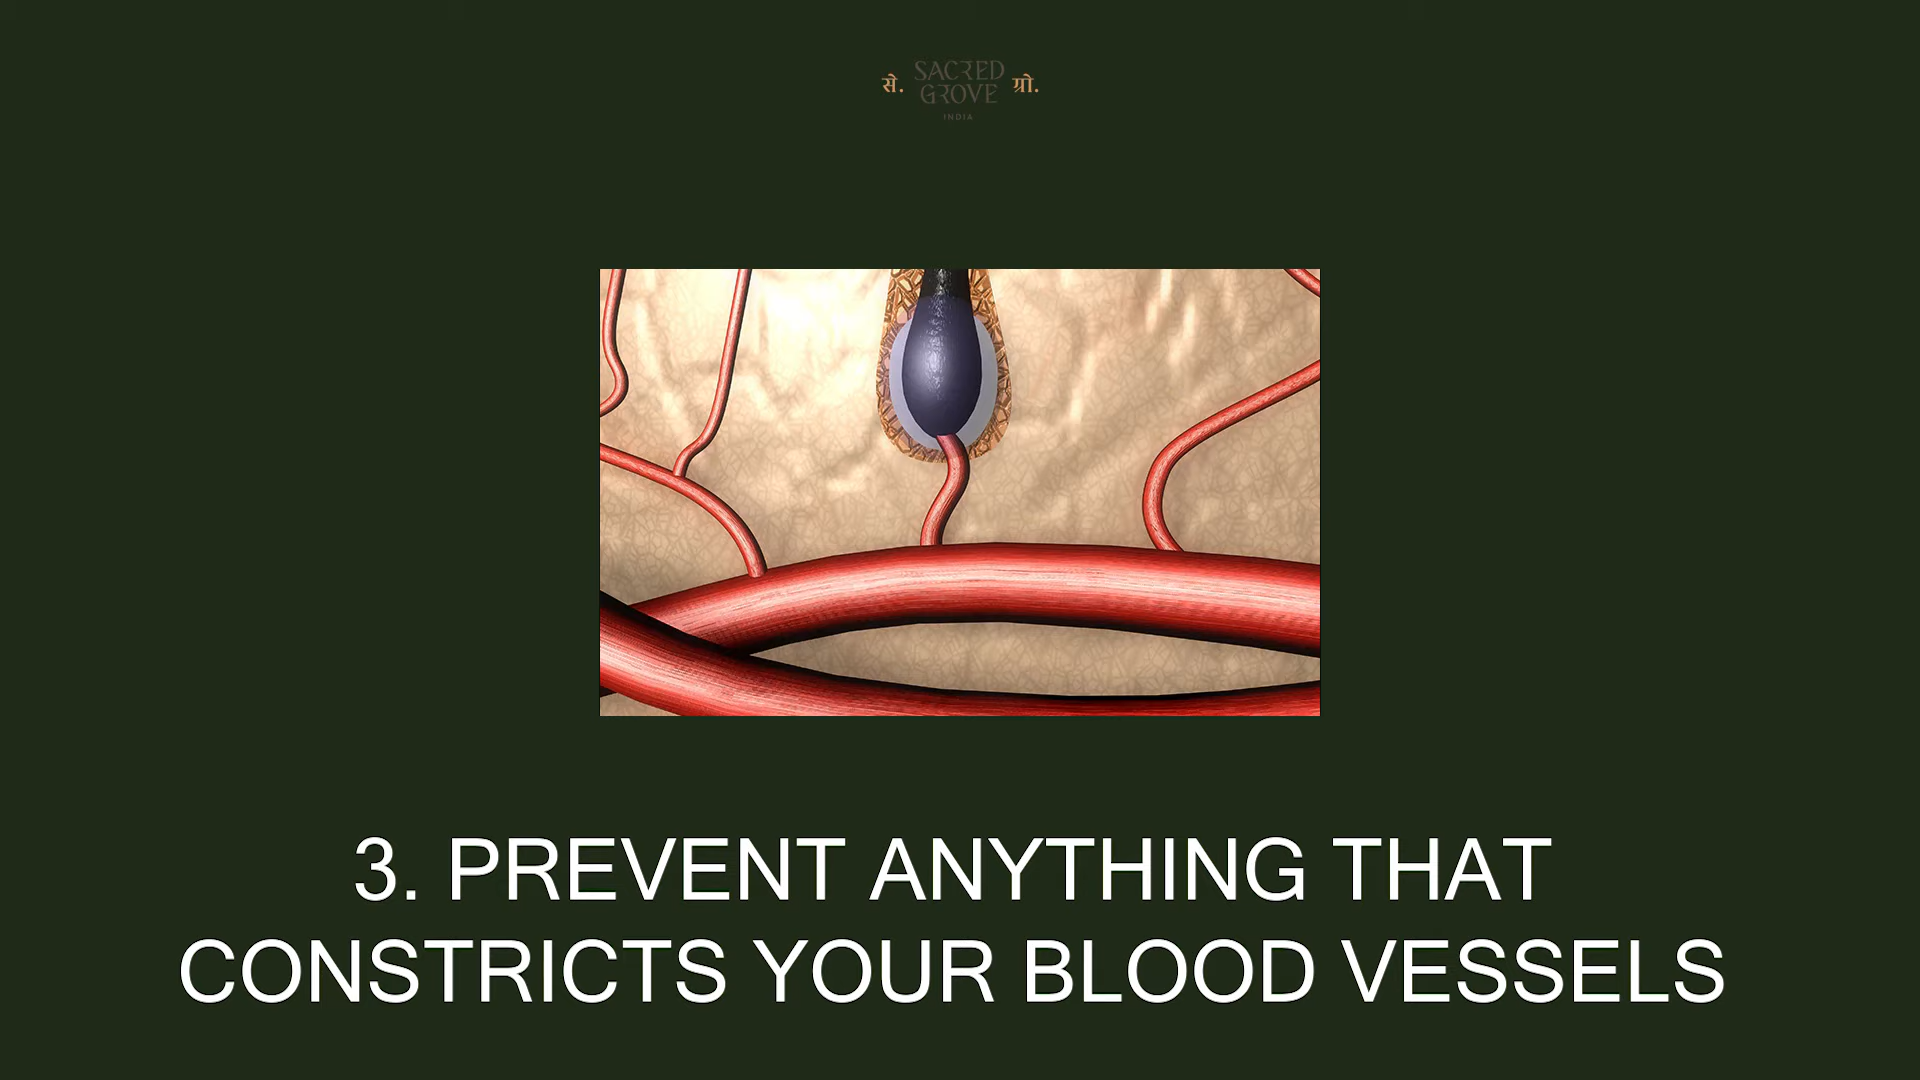 से. SACRED ग्रो.
GROVE
INDIA
3. PREVENT ANYTHING THAT
CONSTRICTS YOUR BLOOD VESSELS